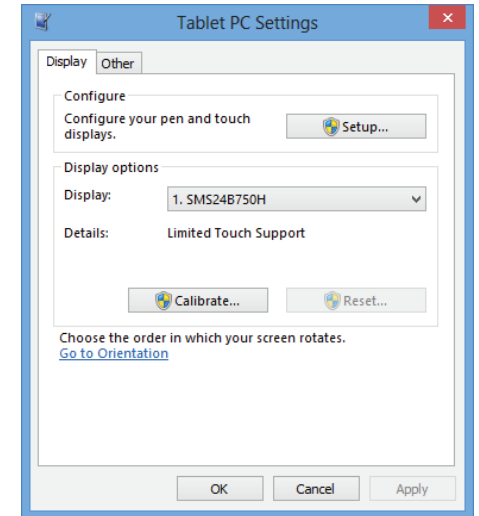 Tablet PC Settings
Display Other
Configure
Configure your pen and touch
displays.
Setup...
Display options
Display: 1. SMS24B750H
Details: Limited Touch Support
Calibrate... Reset...
Choose the order in which your screen rotates.
Go to Orientation
OK Cancel Apply